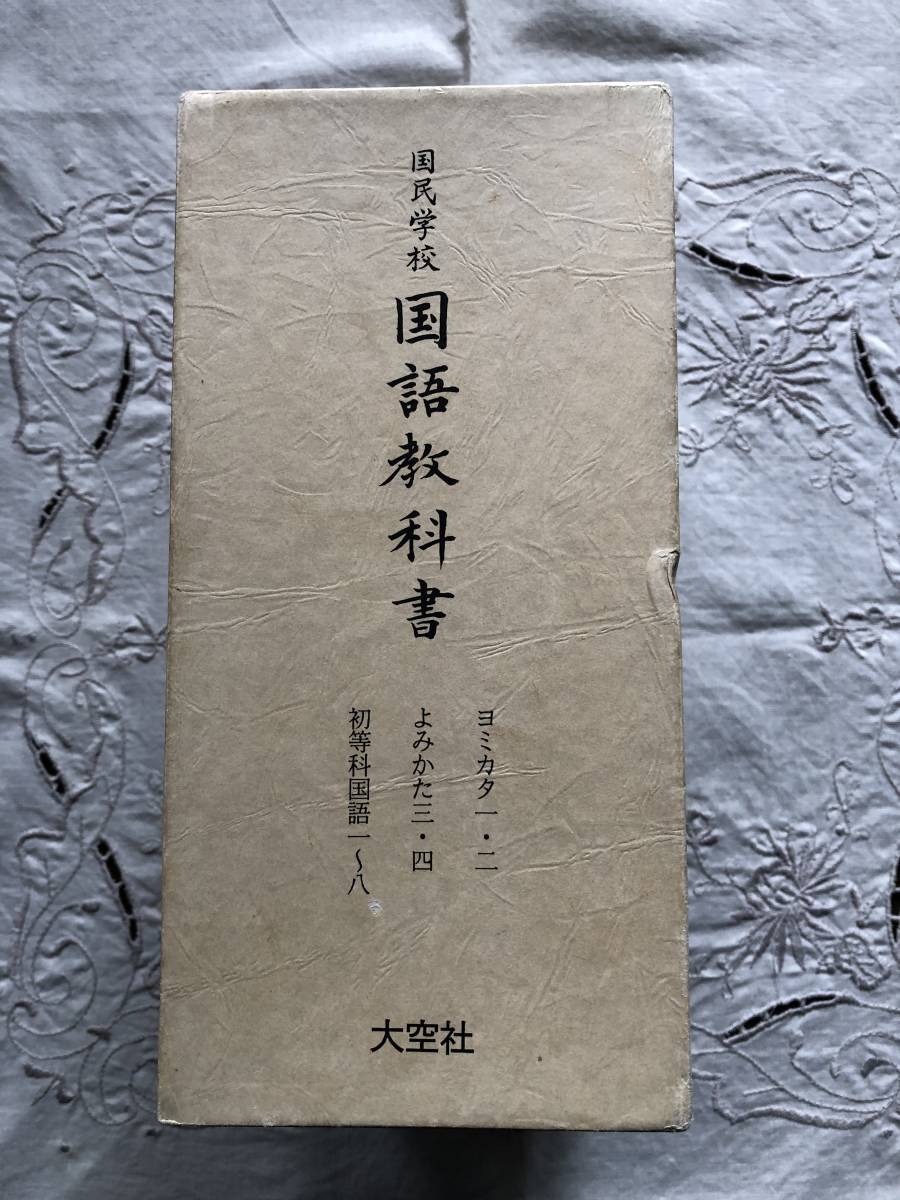 国民学校 国語教科書
ヨミカタ一・二
よみかた三・四
初等科国語一〜八
大空社